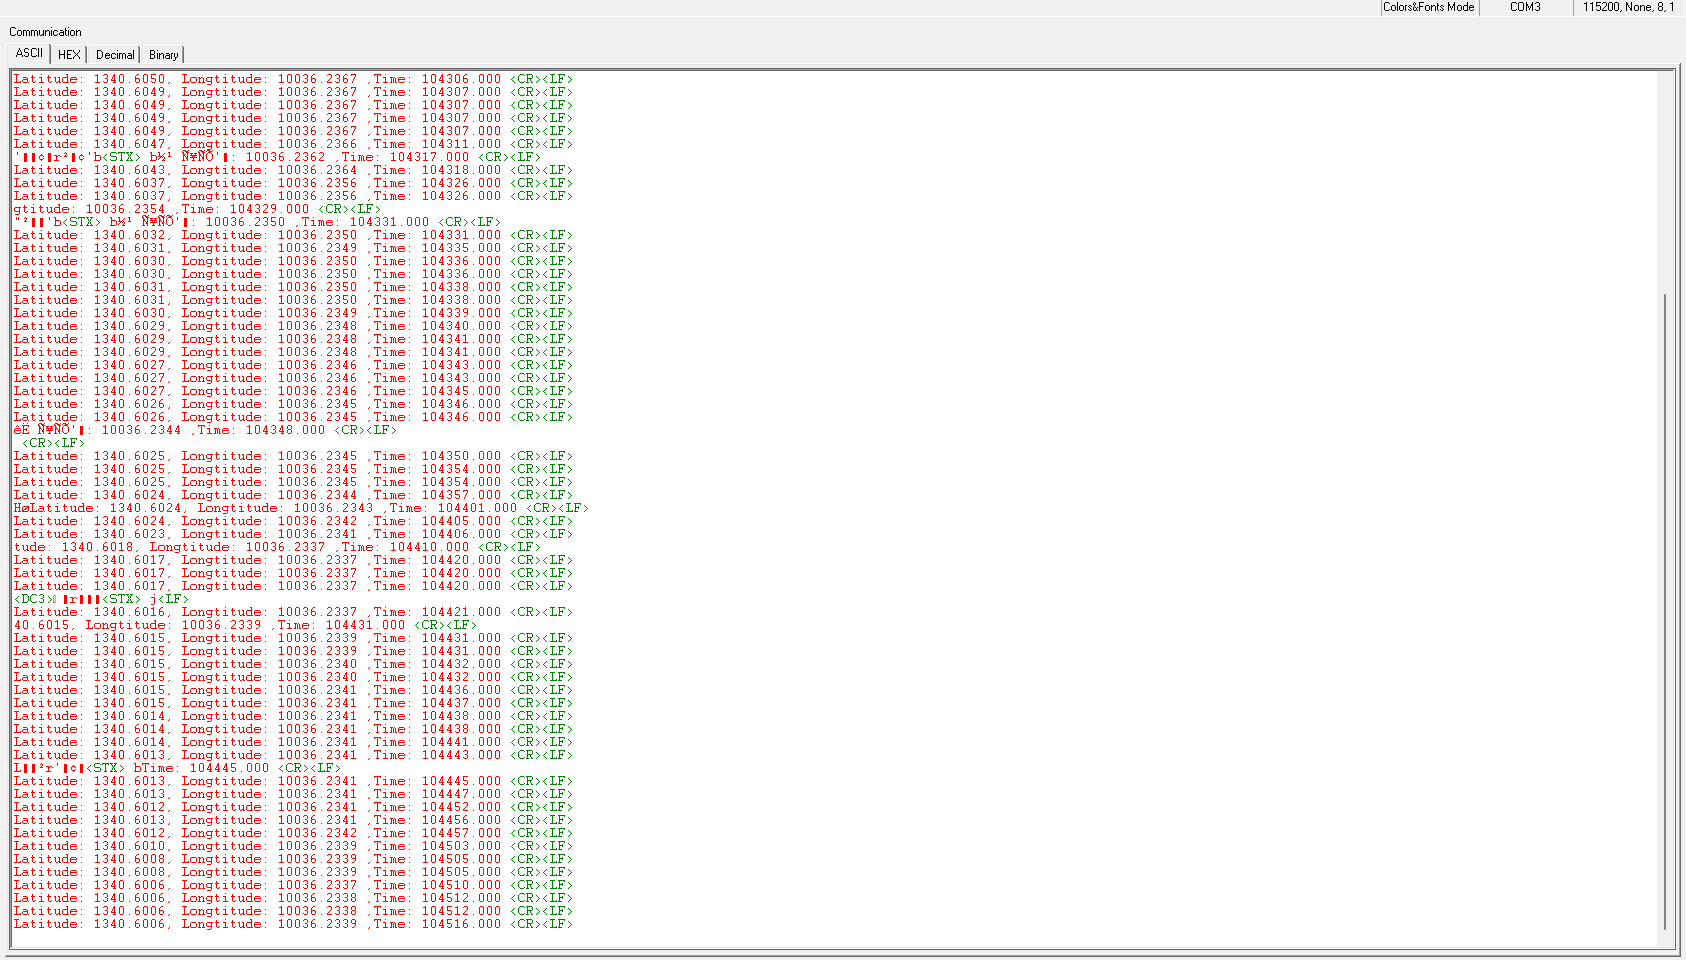 Colors&Fonts Mode COM3 115200, None, 8, 1
Communication
ASCII HEX Decimal Binary
Latitude: 1340.6050, Longtitude: 10036.2367 ,Time: 104306.000 <CR><LF>
Latitude: 1340.6049, Longtitude: 10036.2367 ,Time: 104307.000 <CR><LF>
Latitude: 1340.6049, Longtitude: 10036.2367 ,Time: 104307.000 <CR><LF>
Latitude: 1340.6049, Longtitude: 10036.2367 ,Time: 104307.000 <CR><LF>
Latitude: 1340.6049, Longtitude: 10036.2367 ,Time: 104307.000 <CR><LF>
Latitude: 1340.6047, Longtitude: 10036.2366 ,Time: 104311.000 <CR><LF>
<STX> : 10036.2362 ,Time: 104317.000 <CR><LF>
Latitude: 1340.6043, Longtitude: 10036.2364 ,Time: 104318.000 <CR><LF>
Latitude: 1340.6037, Longtitude: 10036.2356 ,Time: 104326.000 <CR><LF>
Latitude: 1340.6037, Longtitude: 10036.2356 ,Time: 104326.000 <CR><LF>
gtitude: 10036.2354 ,Time: 104329.000 <CR><LF>
<STX> : 10036.2350 ,Time: 104331.000 <CR><LF>
Latitude: 1340.6032, Longtitude: 10036.2350 ,Time: 104331.000 <CR><LF>
Latitude: 1340.6031, Longtitude: 10036.2349 ,Time: 104335.000 <CR><LF>
Latitude: 1340.6030, Longtitude: 10036.2350 ,Time: 104336.000 <CR><LF>
Latitude: 1340.6030, Longtitude: 10036.2350 ,Time: 104336.000 <CR><LF>
Latitude: 1340.6031, Longtitude: 10036.2350 ,Time: 104338.000 <CR><LF>
Latitude: 1340.6031, Longtitude: 10036.2350 ,Time: 104338.000 <CR><LF>
Latitude: 1340.6030, Longtitude: 10036.2349 ,Time: 104339.000 <CR><LF>
Latitude: 1340.6029, Longtitude: 10036.2348 ,Time: 104340.000 <CR><LF>
Latitude: 1340.6029, Longtitude: 10036.2348 ,Time: 104341.000 <CR><LF>
Latitude: 1340.6029, Longtitude: 10036.2348 ,Time: 104341.000 <CR><LF>
Latitude: 1340.6027, Longtitude: 10036.2346 ,Time: 104343.000 <CR><LF>
Latitude: 1340.6027, Longtitude: 10036.2346 ,Time: 104343.000 <CR><LF>
Latitude: 1340.6027, Longtitude: 10036.2346 ,Time: 104345.000 <CR><LF>
Latitude: 1340.6026, Longtitude: 10036.2345 ,Time: 104346.000 <CR><LF>
Latitude: 1340.6026, Longtitude: 10036.2345 ,Time: 104346.000 <CR><LF>
: 10036.2344 ,Time: 104348.000 <CR><LF>
<CR><LF>
Latitude: 1340.6025, Longtitude: 10036.2345 ,Time: 104350.000 <CR><LF>
Latitude: 1340.6025, Longtitude: 10036.2345 ,Time: 104354.000 <CR><LF>
Latitude: 1340.6025, Longtitude: 10036.2345 ,Time: 104354.000 <CR><LF>
Latitude: 1340.6024, Longtitude: 10036.2344 ,Time: 104357.000 <CR><LF>
HøLatitude: 1340.6024, Longtitude: 10036.2343 ,Time: 104401.000 <CR><LF>
Latitude: 1340.6024, Longtitude: 10036.2342 ,Time: 104405.000 <CR><LF>
Latitude: 1340.6023, Longtitude: 10036.2341 ,Time: 104406.000 <CR><LF>
tude: 1340.6018, Longtitude: 10036.2337 ,Time: 104410.000 <CR><LF>
Latitude: 1340.6017, Longtitude: 10036.2337 ,Time: 104420.000 <CR><LF>
Latitude: 1340.6017, Longtitude: 10036.2337 ,Time: 104420.000 <CR><LF>
Latitude: 1340.6017, Longtitude: 10036.2337 ,Time: 104420.000 <CR><LF>
<DC3> <STX> j<LF>
Latitude: 1340.6016, Longtitude: 10036.2337 ,Time: 104421.000 <CR><LF>
40.6015, Longtitude: 10036.2339 ,Time: 104431.000 <CR><LF>
Latitude: 1340.6015, Longtitude: 10036.2339 ,Time: 104431.000 <CR><LF>
Latitude: 1340.6015, Longtitude: 10036.2339 ,Time: 104431.000 <CR><LF>
Latitude: 1340.6015, Longtitude: 10036.2340 ,Time: 104432.000 <CR><LF>
Latitude: 1340.6015, Longtitude: 10036.2340 ,Time: 104432.000 <CR><LF>
Latitude: 1340.6015, Longtitude: 10036.2341 ,Time: 104436.000 <CR><LF>
Latitude: 1340.6015, Longtitude: 10036.2341 ,Time: 104437.000 <CR><LF>
Latitude: 1340.6014, Longtitude: 10036.2341 ,Time: 104438.000 <CR><LF>
Latitude: 1340.6014, Longtitude: 10036.2341 ,Time: 104438.000 <CR><LF>
Latitude: 1340.6014, Longtitude: 10036.2341 ,Time: 104441.000 <CR><LF>
Latitude: 1340.6013, Longtitude: 10036.2341 ,Time: 104443.000 <CR><LF>
<STX> bTime: 104445.000 <CR><LF>
Latitude: 1340.6013, Longtitude: 10036.2341 ,Time: 104445.000 <CR><LF>
Latitude: 1340.6013, Longtitude: 10036.2341 ,Time: 104447.000 <CR><LF>
Latitude: 1340.6012, Longtitude: 10036.2341 ,Time: 104452.000 <CR><LF>
Latitude: 1340.6013, Longtitude: 10036.2341 ,Time: 104456.000 <CR><LF>
Latitude: 1340.6012, Longtitude: 10036.2342 ,Time: 104457.000 <CR><LF>
Latitude: 1340.6010, Longtitude: 10036.2339 ,Time: 104503.000 <CR><LF>
Latitude: 1340.6008, Longtitude: 10036.2339 ,Time: 104505.000 <CR><LF>
Latitude: 1340.6008, Longtitude: 10036.2339 ,Time: 104505.000 <CR><LF>
Latitude: 1340.6006, Longtitude: 10036.2337 ,Time: 104510.000 <CR><LF>
Latitude: 1340.6006, Longtitude: 10036.2338 ,Time: 104512.000 <CR><LF>
Latitude: 1340.6006, Longtitude: 10036.2338 ,Time: 104512.000 <CR><LF>
Latitude: 1340.6006, Longtitude: 10036.2339 ,Time: 104516.000 <CR><LF>